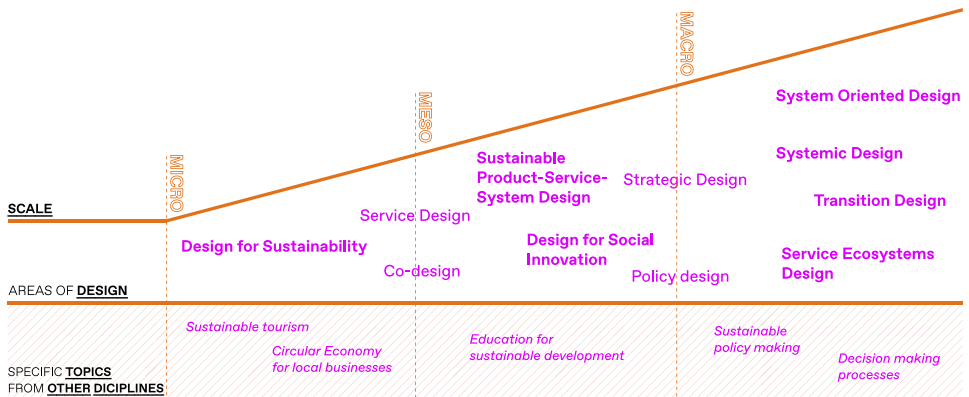 MICRO
MESO
MACRO
SCALE
System Oriented Design
Systemic Design
Transition Design
Service Ecosystems
Design
Sustainable
Product-Service-
System Design
Strategic Design
Service Design
Design for Sustainability
Design for Social
Innovation
Co-design
Policy design
AREAS OF DESIGN
Sustainable tourism
Circular Economy
for local businesses
Education for
sustainable development
Sustainable
policy making
Decision making
processes
SPECIFIC TOPICS
FROM OTHER DICIPLINES